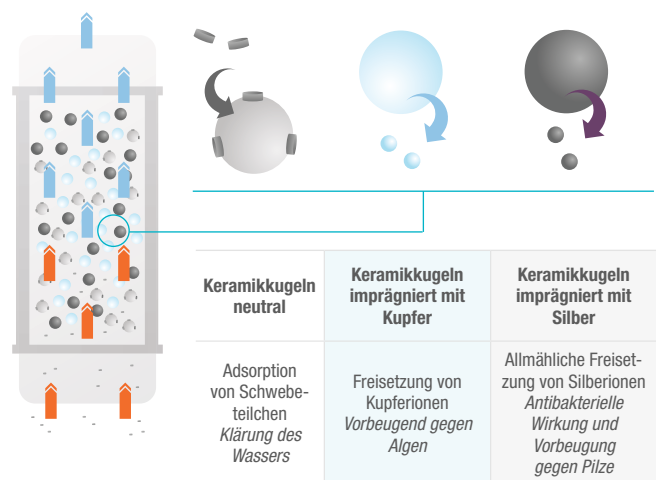 Keramikkugeln
neutral
Keramikkugeln
imprägniert mit
Kupfer
Keramikkugeln
imprägniert mit
Silber
Adsorption
von Schwebe-
teilchen
Klärung des
Wassers
Freisetzung von
Kupferionen
Vorbeugend gegen
Algen
Allmähliche Freiset-
zung von Silberionen
Antibakterielle
Wirkung und
Vorbeugung
gegen Pilze